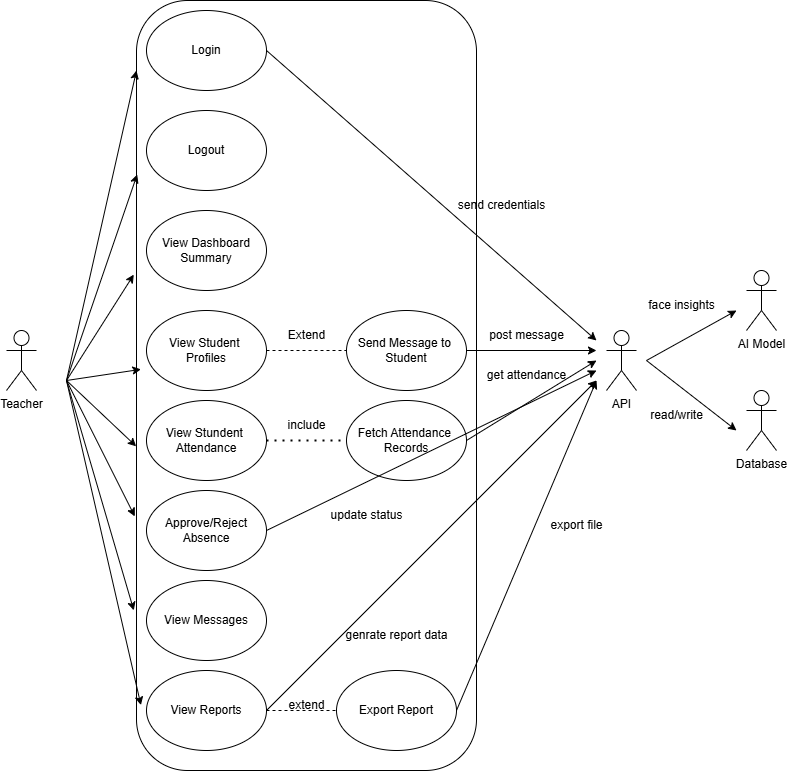 Login
Logout
send credentials
View Dashboard
Summary
View Student
Profiles
Extend
Send Message to
Student
post message
face insights
AI Model
Teacher
get attendance
API
read/write
View Stundent
Attendance
include
Fetch Attendance
Records
Database
Approve/Reject
Absence
update status
export file
View Messages
genrate report data
View Reports
extend
Export Report